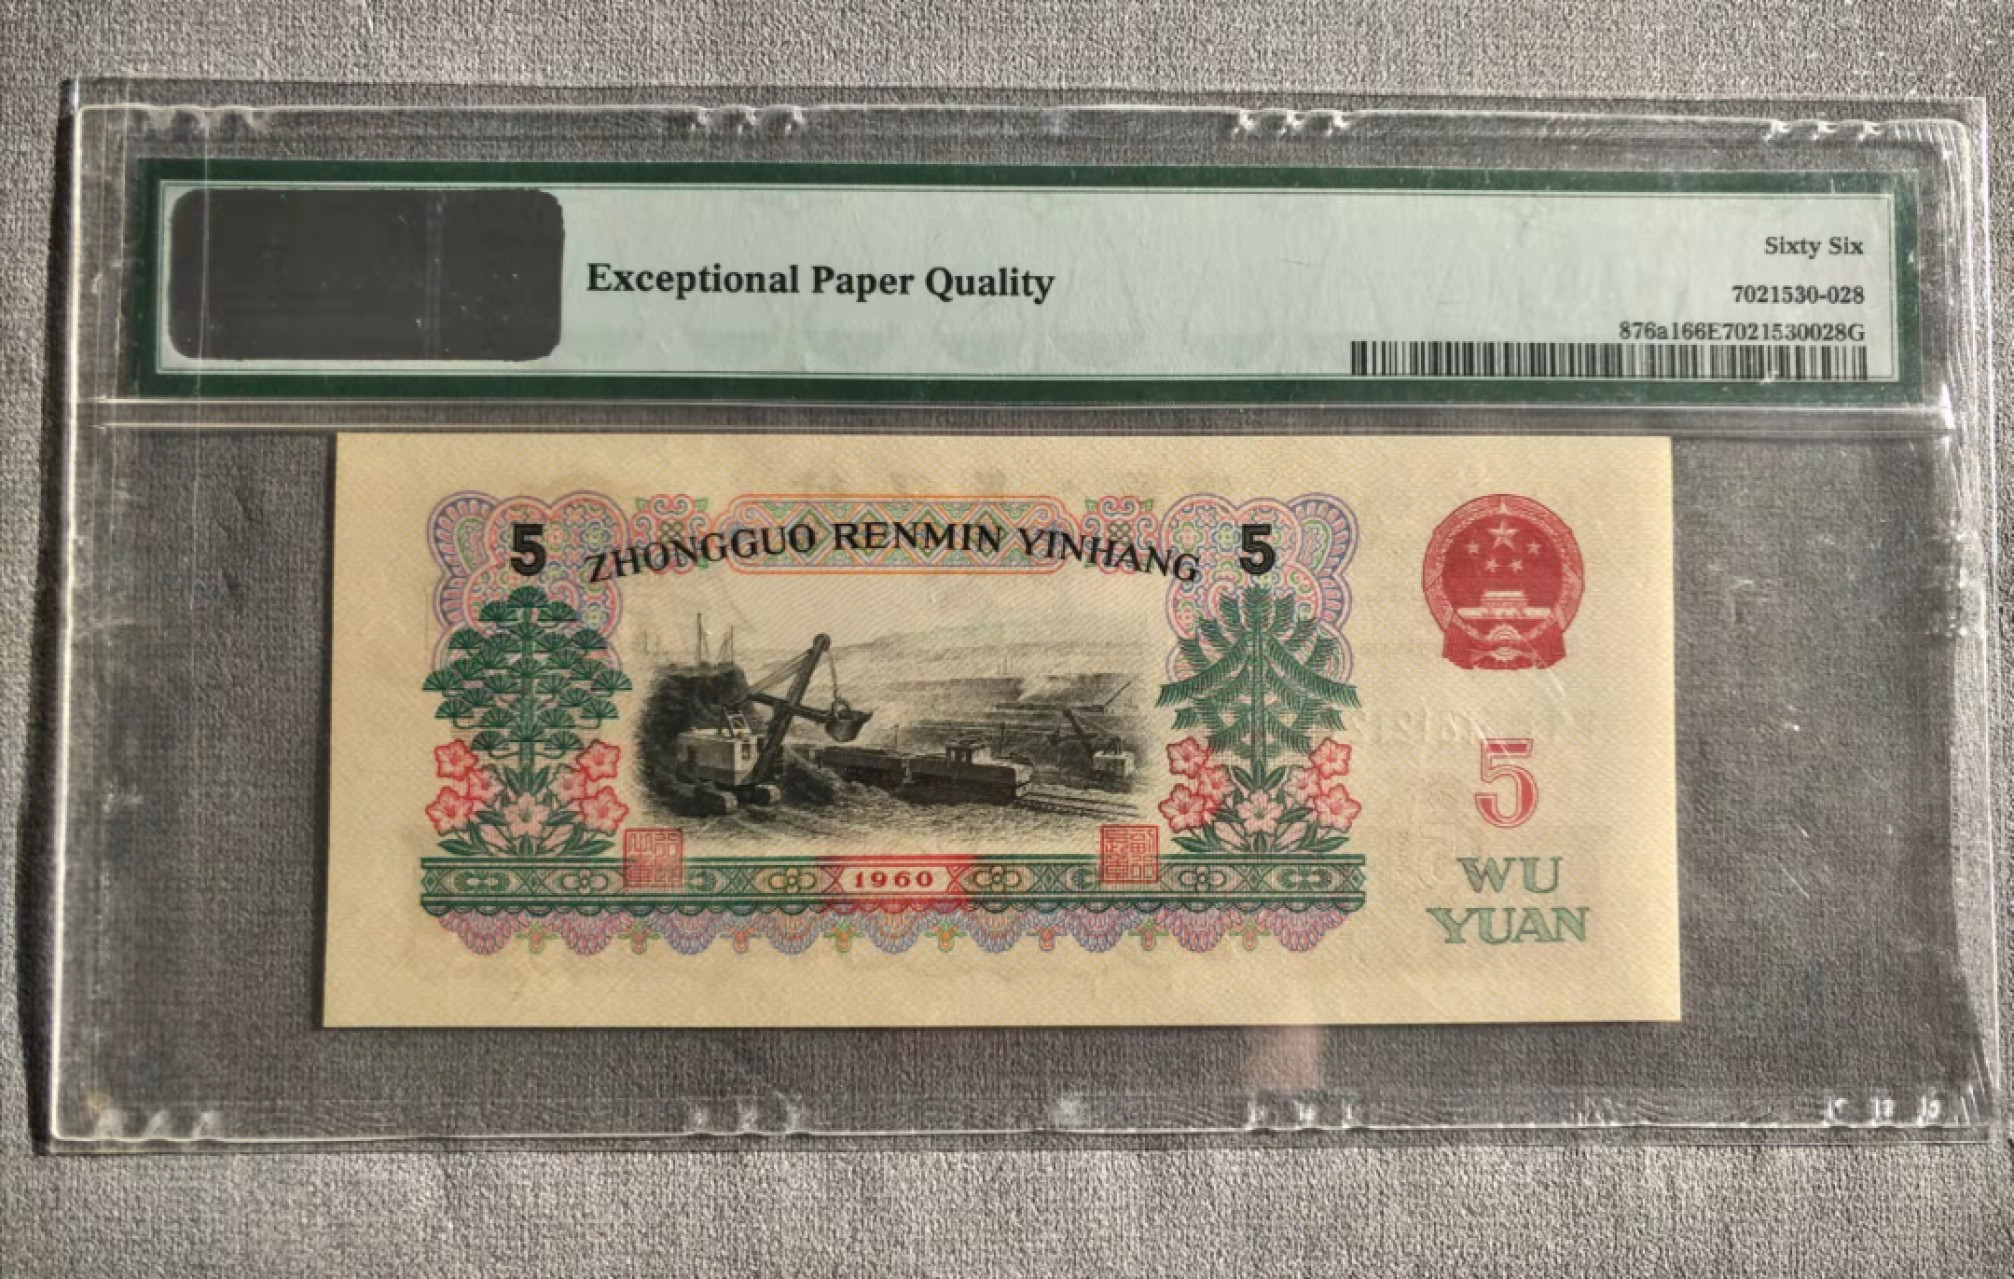 Exceptional Paper Quality
Sixty Six
7021530-028
876a166E7021530028G
5 ZHONGGUO RENMIN YINHANG 5
5
WU
YUAN
1960